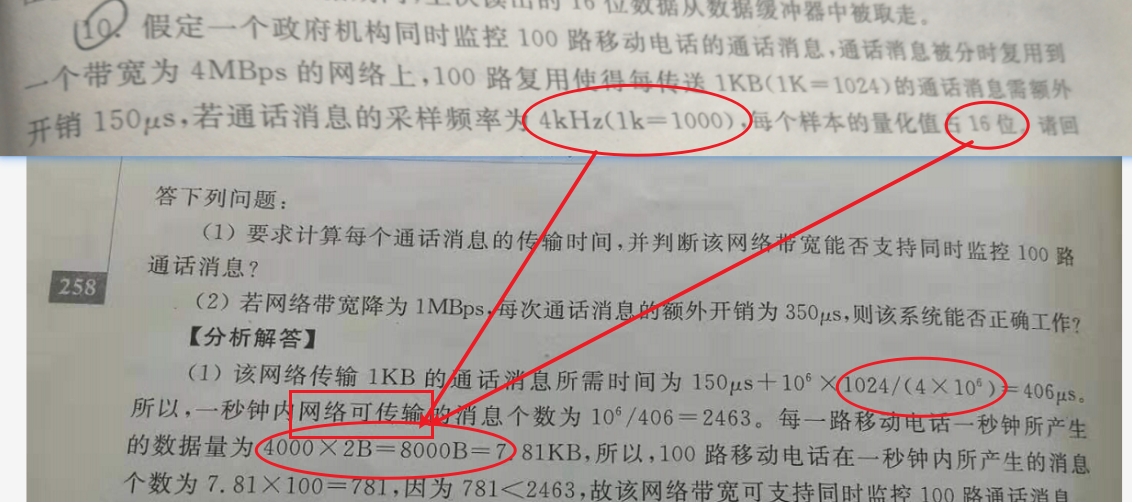 16 位数据从数据缓冲器中被取走。
10. 假定一个政府机构同时监控 100 路移动电话的通话消息,通话消息被分时复用到
一个带宽为 4MBps 的网络上,100 路复用使得每传送 1KB(1K=1024)的通话消息需额外
开销 150μs,若通话消息的采样频率为 4kHz(1k=1000),每个样本的量化值占 16 位。请回
答下列问题:
(1) 要求计算每个通话消息的传输时间,并判断该网络带宽能否支持同时监控 100 路
通话消息?
258
(2) 若网络带宽降为 1MBps,每次通话消息的额外开销为 350μs,则该系统能否正确工作?
【分析解答】
(1) 该网络传输 1KB 的通话消息所需时间为 150μs+10⁶×1024/(4×10⁶)=406μs。
所以,一秒钟内网络可传输的消息个数为 10⁶/406=2463。每一路移动电话一秒钟所产生
的数据量为 4000×2B=8000B=7.81KB,所以,100 路移动电话在一秒钟内所产生的消息
个数为 7.81×100=781,因为 781<2463,故该网络带宽可支持同时监控 100 路通话消息